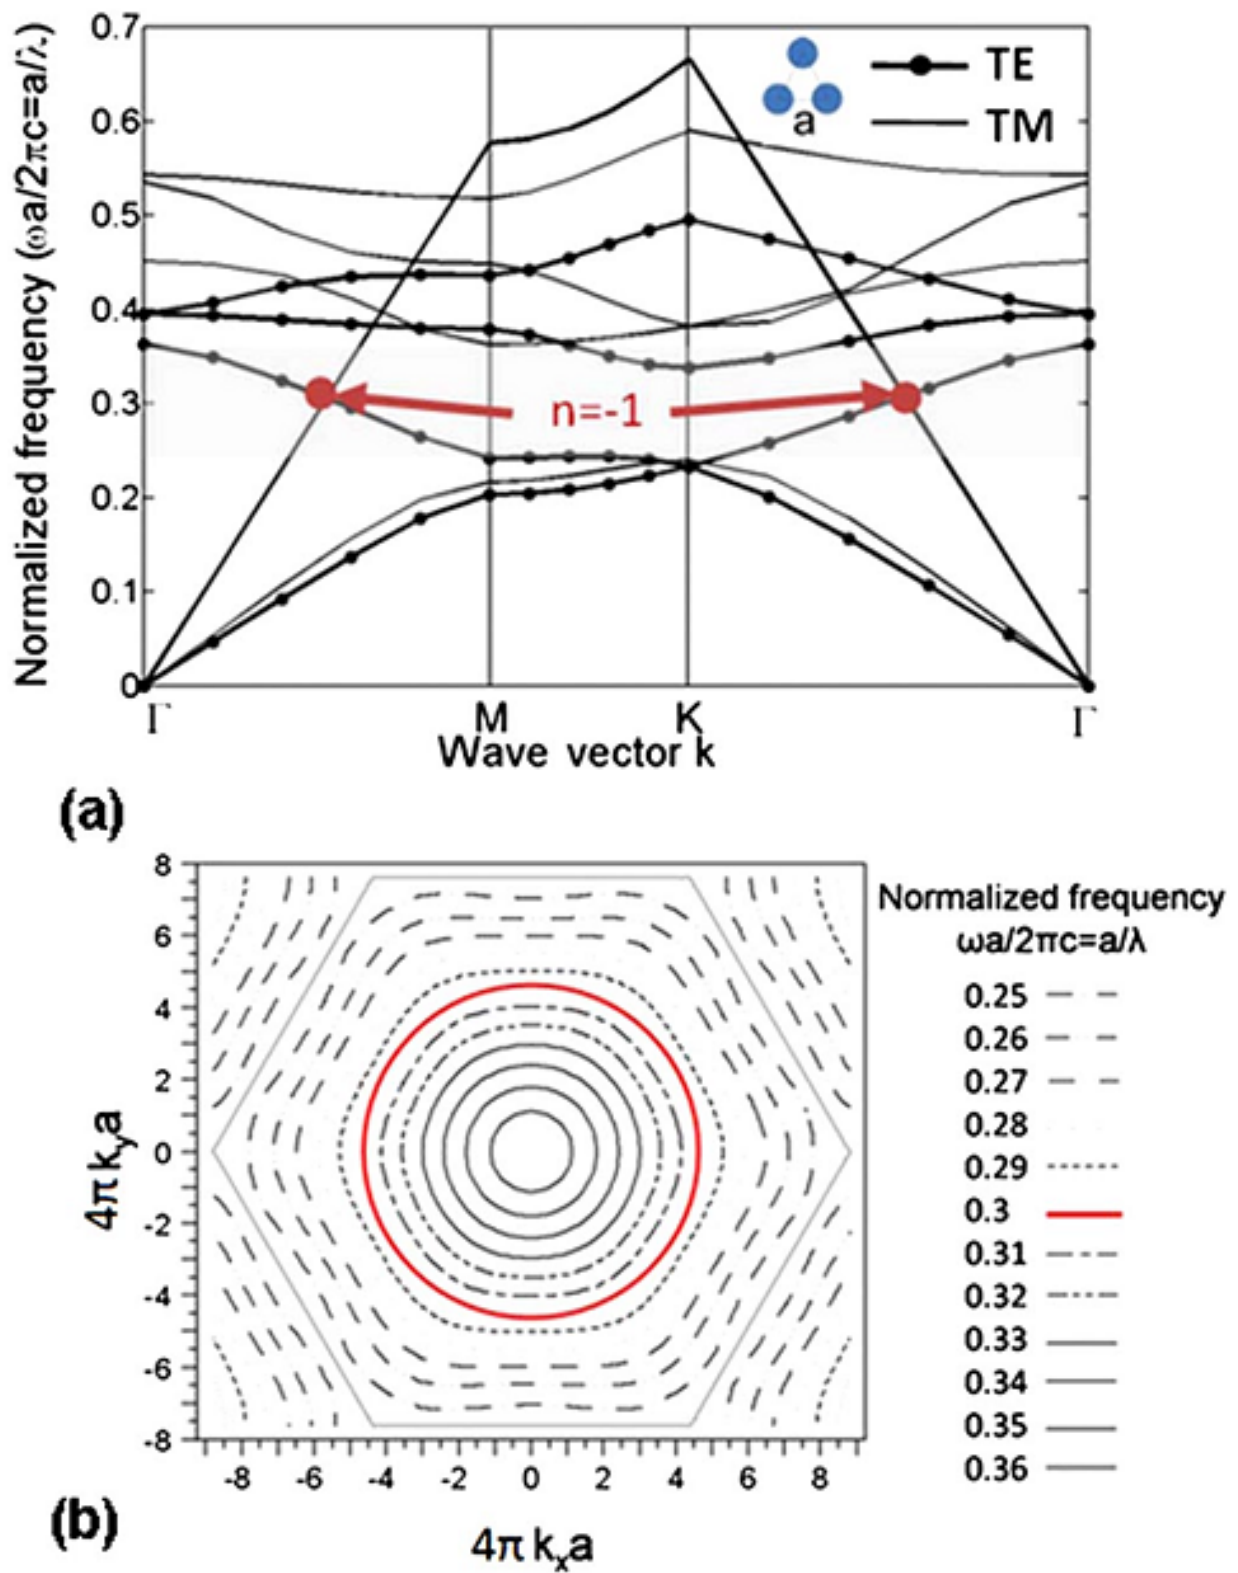 Normalized frequency (ωa/2πc=a/λ)
0.7
0.6
0.5
0.4
0.3
0.2
0.1
0
a
TE
TM
n=-1
Γ M K Γ
Wave vector k
(a)
8
6
4
2
0
-2
-4
-6
-8
4π kya
-8 -6 -4 -2 0 2 4 6 8
4π kxa
Normalized frequency
ωa/2πc=a/λ
0.25
0.26
0.27
0.28
0.29
0.3
0.31
0.32
0.33
0.34
0.35
0.36
(b)